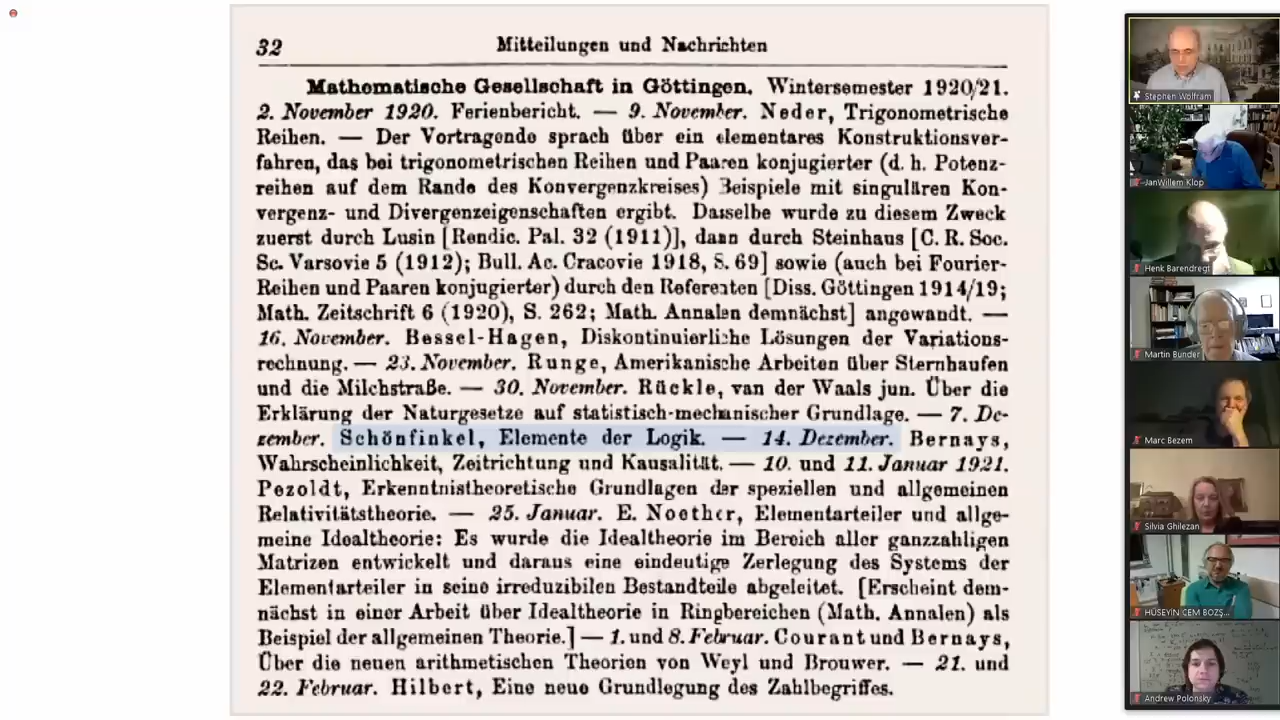 32 Mitteilungen und Nachrichten
Mathematische Gesellschaft in Göttingen. Wintersemester 1920/21.
2. November 1920. Ferienbericht. — 9. November. Neder, Trigonometrische
Reihen. — Der Vortragende sprach über ein elementares Konstruktionsver-
fahren, das bei trigonometrischen Reihen und Paaren konjugierter (d. h. Potenz-
reihen auf dem Rande des Konvergenzkreises) Beispiele mit singulären Kon-
vergenz- und Divergenzeigenschaften ergibt. Dasselbe wurde zu diesem Zweck
zuerst durch Lusin [Rendic. Pal. 32 (1911)], dann durch Steinhaus [C. R. Soc.
Sc. Varsovie 5 (1912); Bull. Ac. Cracovie 1918, S. 69] sowie (auch bei Fourier-
Reihen und Paaren konjugierter) durch den Referenten [Diss. Göttingen 1914/19;
Math. Zeitschrift 6 (1920), S. 262; Math. Annalen demnächst] angewandt. —
16. November. Bessel-Hagen, Diskontinuierliche Lösungen der Variations-
rechnung. — 23. November. Runge, Amerikanische Arbeiten über Sternhaufen
und die Milchstraße. — 30. November. Rückle, van der Waals jun. Über die
Erklärung der Naturgesetze auf statistisch-mechanischer Grundlage. — 7. De-
zember. Schönfinkel, Elemente der Logik. — 14. Dezember. Bernays,
Wahrscheinlichkeit, Zeitrichtung und Kausalität. — 10. und 11. Januar 1921.
Pezoldt, Erkenntnistheoretische Grundlagen der speziellen und allgemeinen
Relativitätstheorie. — 25. Januar. E. Noether, Elementarteiler und allge-
meine Idealtheorie: Es wurde die Idealtheorie im Bereich aller ganzzahligen
Matrizen entwickelt und daraus eine eindeutige Zerlegung des Systems der
Elementarteiler in seine irreduzibilen Bestandteile abgeleitet. [Erscheint dem-
nächst in einer Arbeit über Idealtheorie in Ringbereichen (Math. Annalen) als
Beispiel der allgemeinen Theorie.] — 1. und 8. Februar. Courant und Bernays,
Über die neuen arithmetischen Theorien von Weyl und Brouwer. — 21. und
22. Februar. Hilbert, Eine neue Grundlegung des Zahlbegriffes.
Stephen Wolfram
JanWillem Klop
Henk Barendregt
Martin Bunder
Marc Bezem
Silvia Ghilezan
HÜSEYİN CEM BOZŞ...
Andrew Polonsky